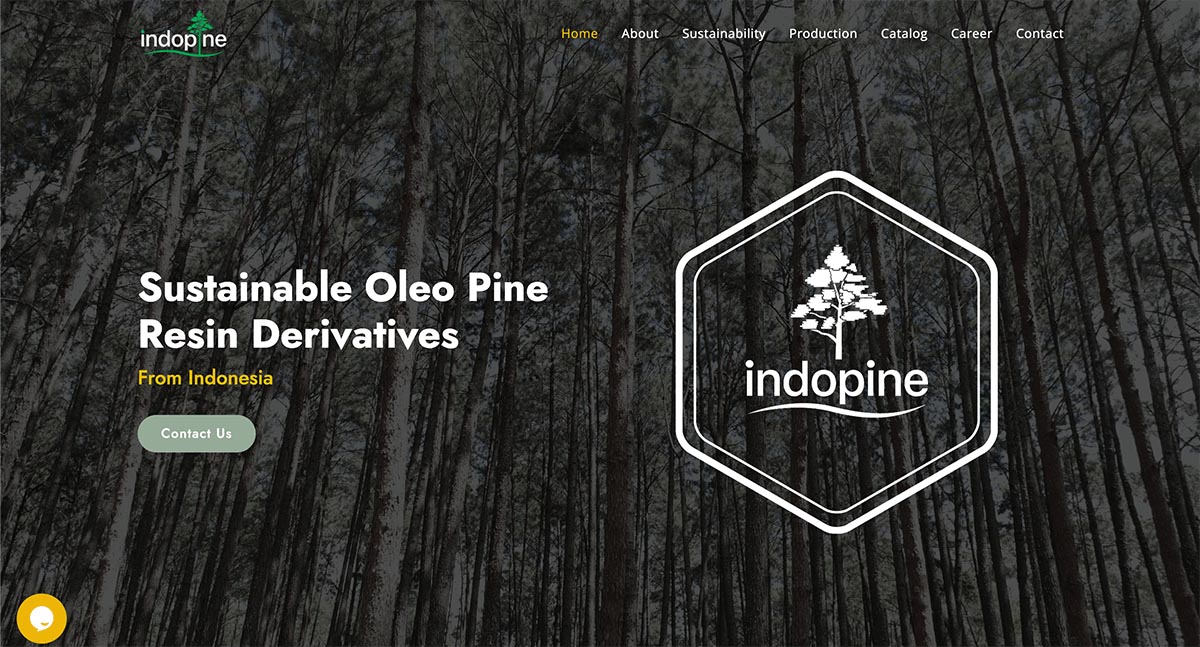 indopine
Home About Sustainability Production Catalog Career Contact
Sustainable Oleo Pine
Resin Derivatives
From Indonesia
Contact Us
indopine